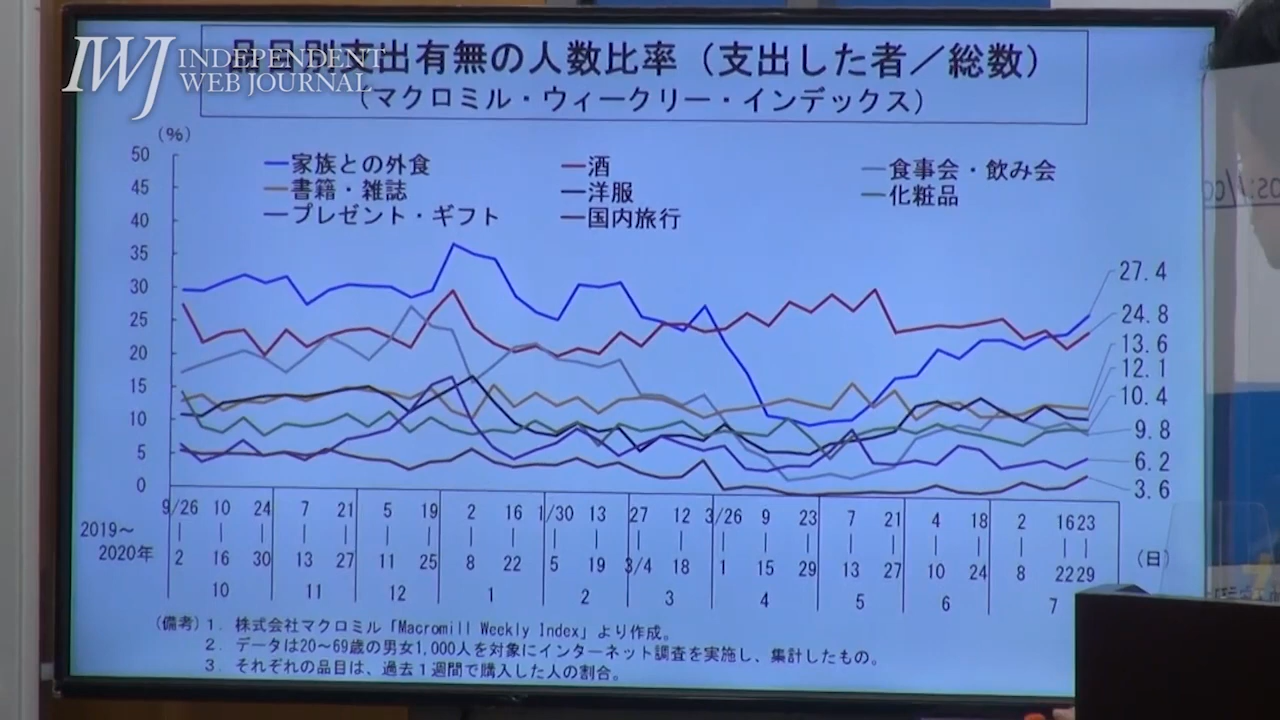 IWJ INDEPENDENT
WEB JOURNAL
支出有無の人数比率（支出した者／総数）
（マクロミル・ウィークリー・インデックス）
（%）
50
45
40
35
30
25
20
15
10
5
0
家族との外食 酒 食事会・飲み会
書籍・雑誌 洋服 化粧品
プレゼント・ギフト 国内旅行
27.4
24.8
13.6
12.1
10.4
9.8
6.2
3.6
9/26 10 24 7 21 5 19 2 16 1/30 13 27 12 3/26 9 23 7 21 4 18 2 16 23
2019～
2020年
2 16 30 13 27 11 25 8 22 5 19 3/4 18 1 15 29 13 27 10 24 8 22 29
（日）
10 11 12 1 2 3 4 5 6 7
（備考）1. 株式会社マクロミル「Macromill Weekly Index」より作成。
2. データは20～69歳の男女1,000人を対象にインターネット調査を実施し、集計したもの。
3. それぞれの品目は、過去１週間で購入した人の割合。